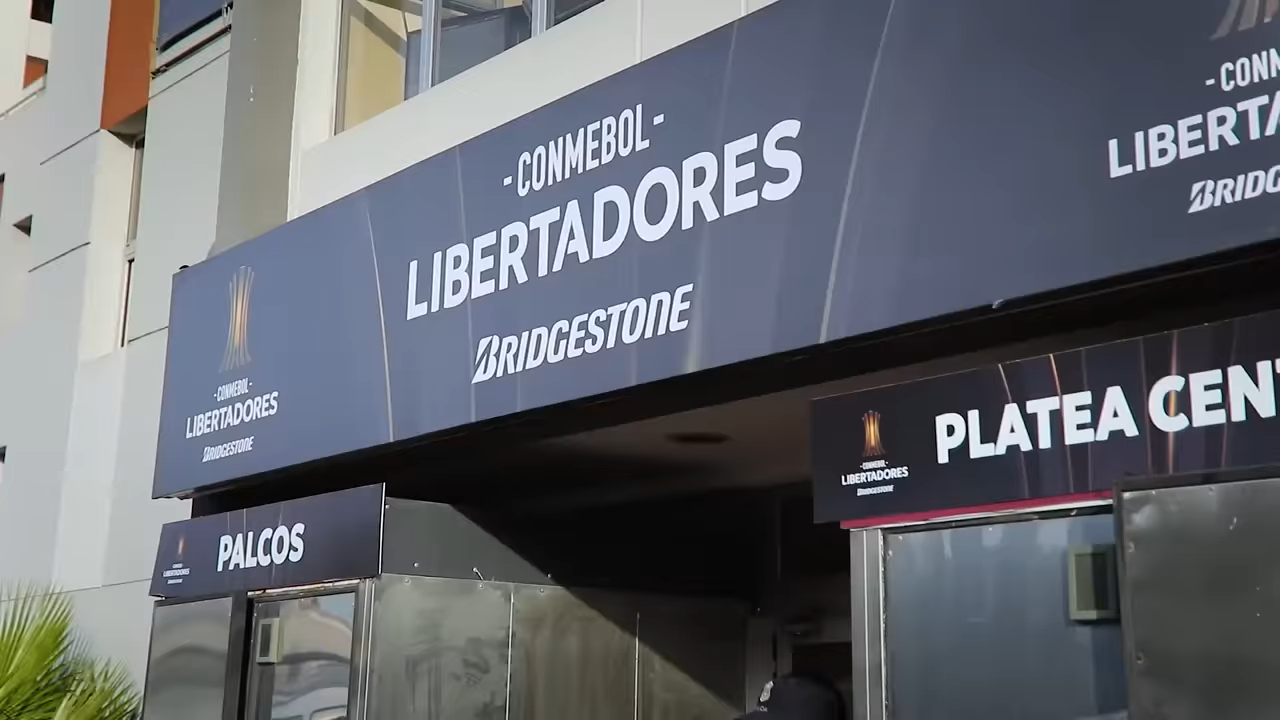 - CONMEBOL -
LIBERTADORES
BRIDGESTONE
- CONMEBOL -
LIBERTADORES
BRIDGESTONE
- CONM
LIBERTA
BRIDG
PALCOS
- CONMEBOL -
LIBERTADORES
BRIDGESTONE
PLATEA CENT